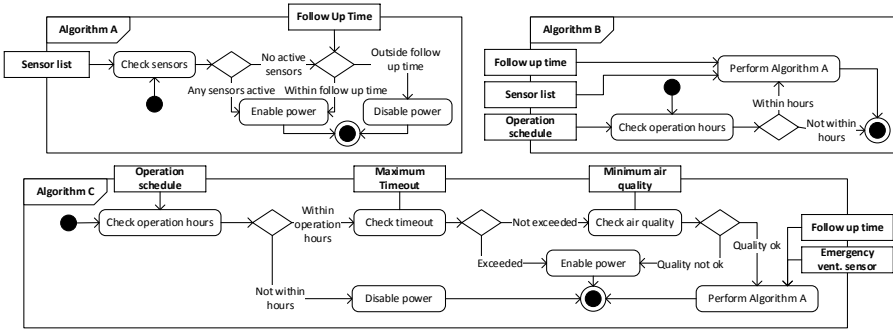 Follow Up Time
Algorithm A
Sensor list
Check sensors
No active
sensors
Outside follow
up time
Any sensors active
Within follow up time
Enable power
Disable power
Algorithm B
Follow up time
Sensor list
Operation
schedule
Perform Algorithm A
Within hours
Check operation hours
Not within
hours
Algorithm C
Operation
schedule
Maximum
Timeout
Minimum air
quality
Check operation hours
Within
operation
hours
Check timeout
Not exceeded
Check air quality
Follow up time
Emergency
vent. sensor
Exceeded
Enable power
Quality not ok
Quality ok
Not within
hours
Disable power
Perform Algorithm A